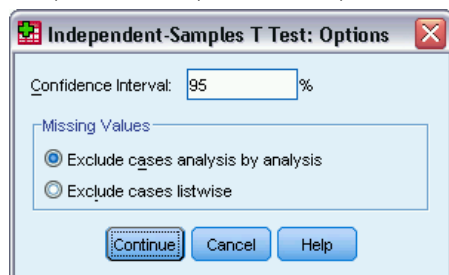 Independent-Samples T Test: Options
Confidence Interval: 95 %
Missing Values
Exclude cases analysis by analysis
Exclude cases listwise
Continue Cancel Help